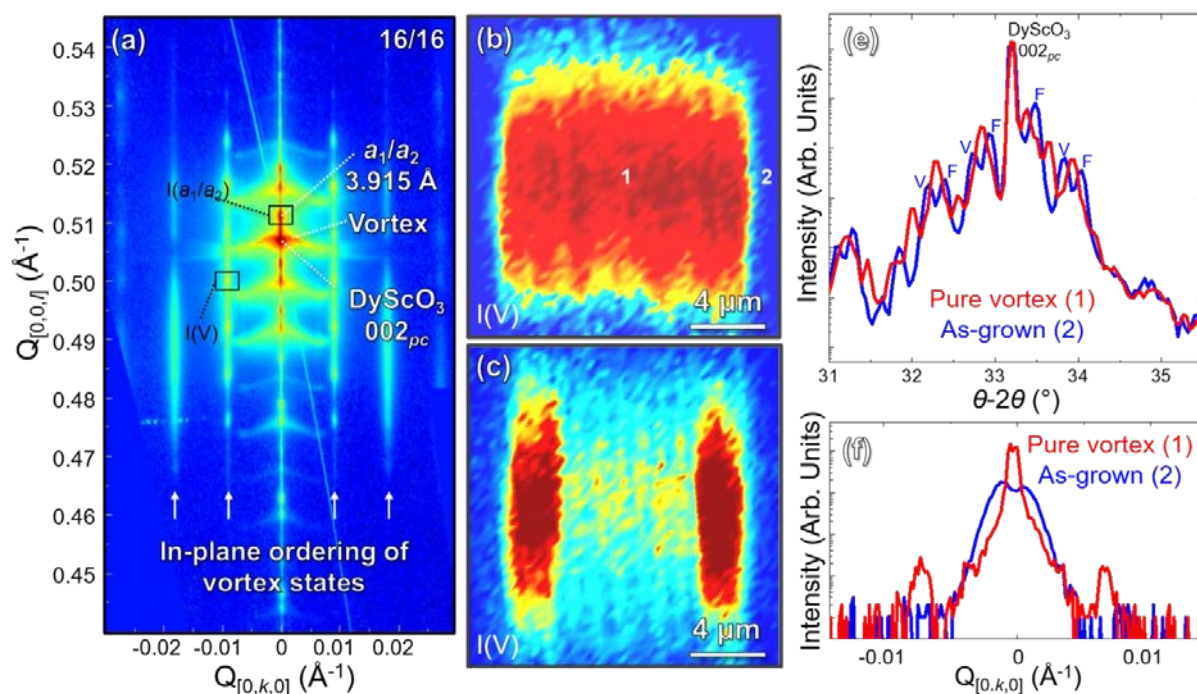 (a)
16/16
0.54
0.53
0.52
0.51
0.50
0.49
0.48
0.47
0.46
0.45
Q[0,0,l] (Å-1)
I(a1/a2)
a1/a2
3.915 Å
Vortex
DyScO3
002pc
I(V)
In-plane ordering of
vortex states
-0.02 -0.01 0 0.01 0.02
Q[0,k,0] (Å-1)
(b)
1
2
I(V)
4 µm
(c)
I(V)
4 µm
(e)
DyScO3
002pc
V F V F V F F
Pure vortex (1)
As-grown (2)
Intensity (Arb. Units)
31 32 33 34 35
θ-2θ (°)
(f)
Pure vortex (1)
As-grown (2)
Intensity (Arb. Units)
-0.01 0 0.01
Q[0,k,0] (Å-1)